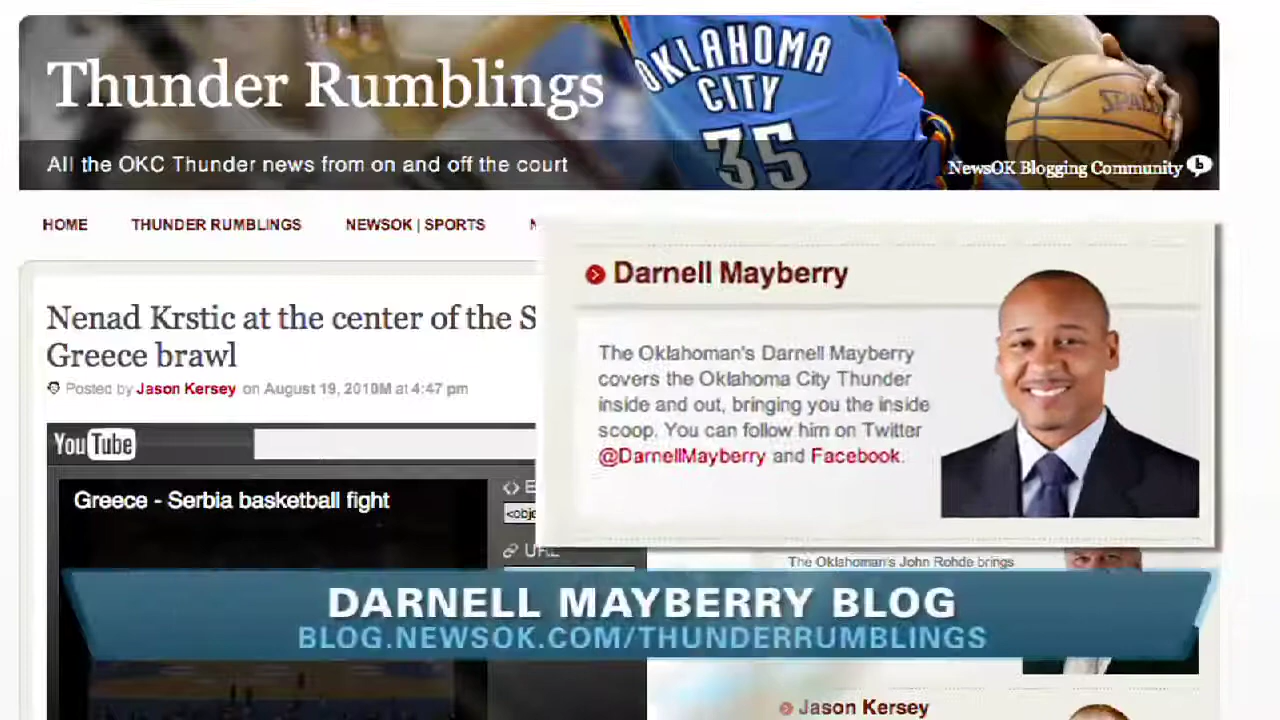 Thunder Rumblings
All the OKC Thunder news from on and off the court
OKLAHOMA
CITY
35
SPALD
NewsOK Blogging Community
HOME THUNDER RUMBLINGS NEWSOK | SPORTS
Nenad Krstic at the center of the S
Greece brawl
Posted by Jason Kersey on August 19, 2010M at 4:47 pm
YouTube
Greece - Serbia basketball fight
E
<obje
URL
Darnell Mayberry
The Oklahoman's Darnell Mayberry
covers the Oklahoma City Thunder
inside and out, bringing you the inside
scoop. You can follow him on Twitter
@DarnellMayberry and Facebook.
The Oklahoman's John Rohde brings
DARNELL MAYBERRY BLOG
BLOG.NEWSOK.COM/THUNDERRUMBLINGS
Jason Kersey